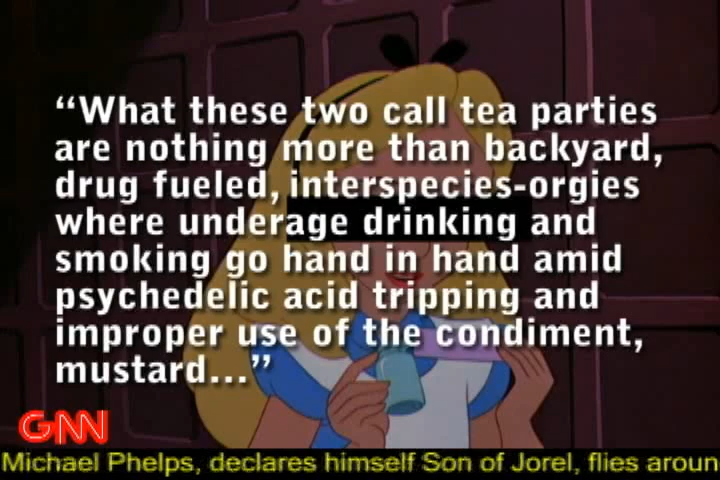 “What these two call tea parties
are nothing more than backyard,
drug fueled, interspecies-orgies
where underage drinking and
smoking go hand in hand amid
psychedelic acid tripping and
improper use of the condiment,
mustard...”
GNN
Michael Phelps, declares himself Son of Jorel, flies aroun